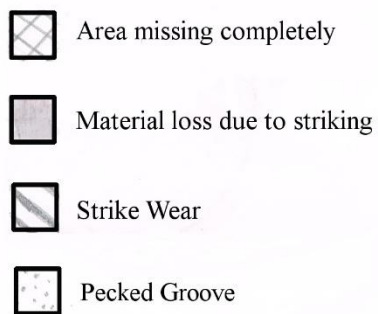 Area missing completely
Material loss due to striking
Strike Wear
Pecked Groove